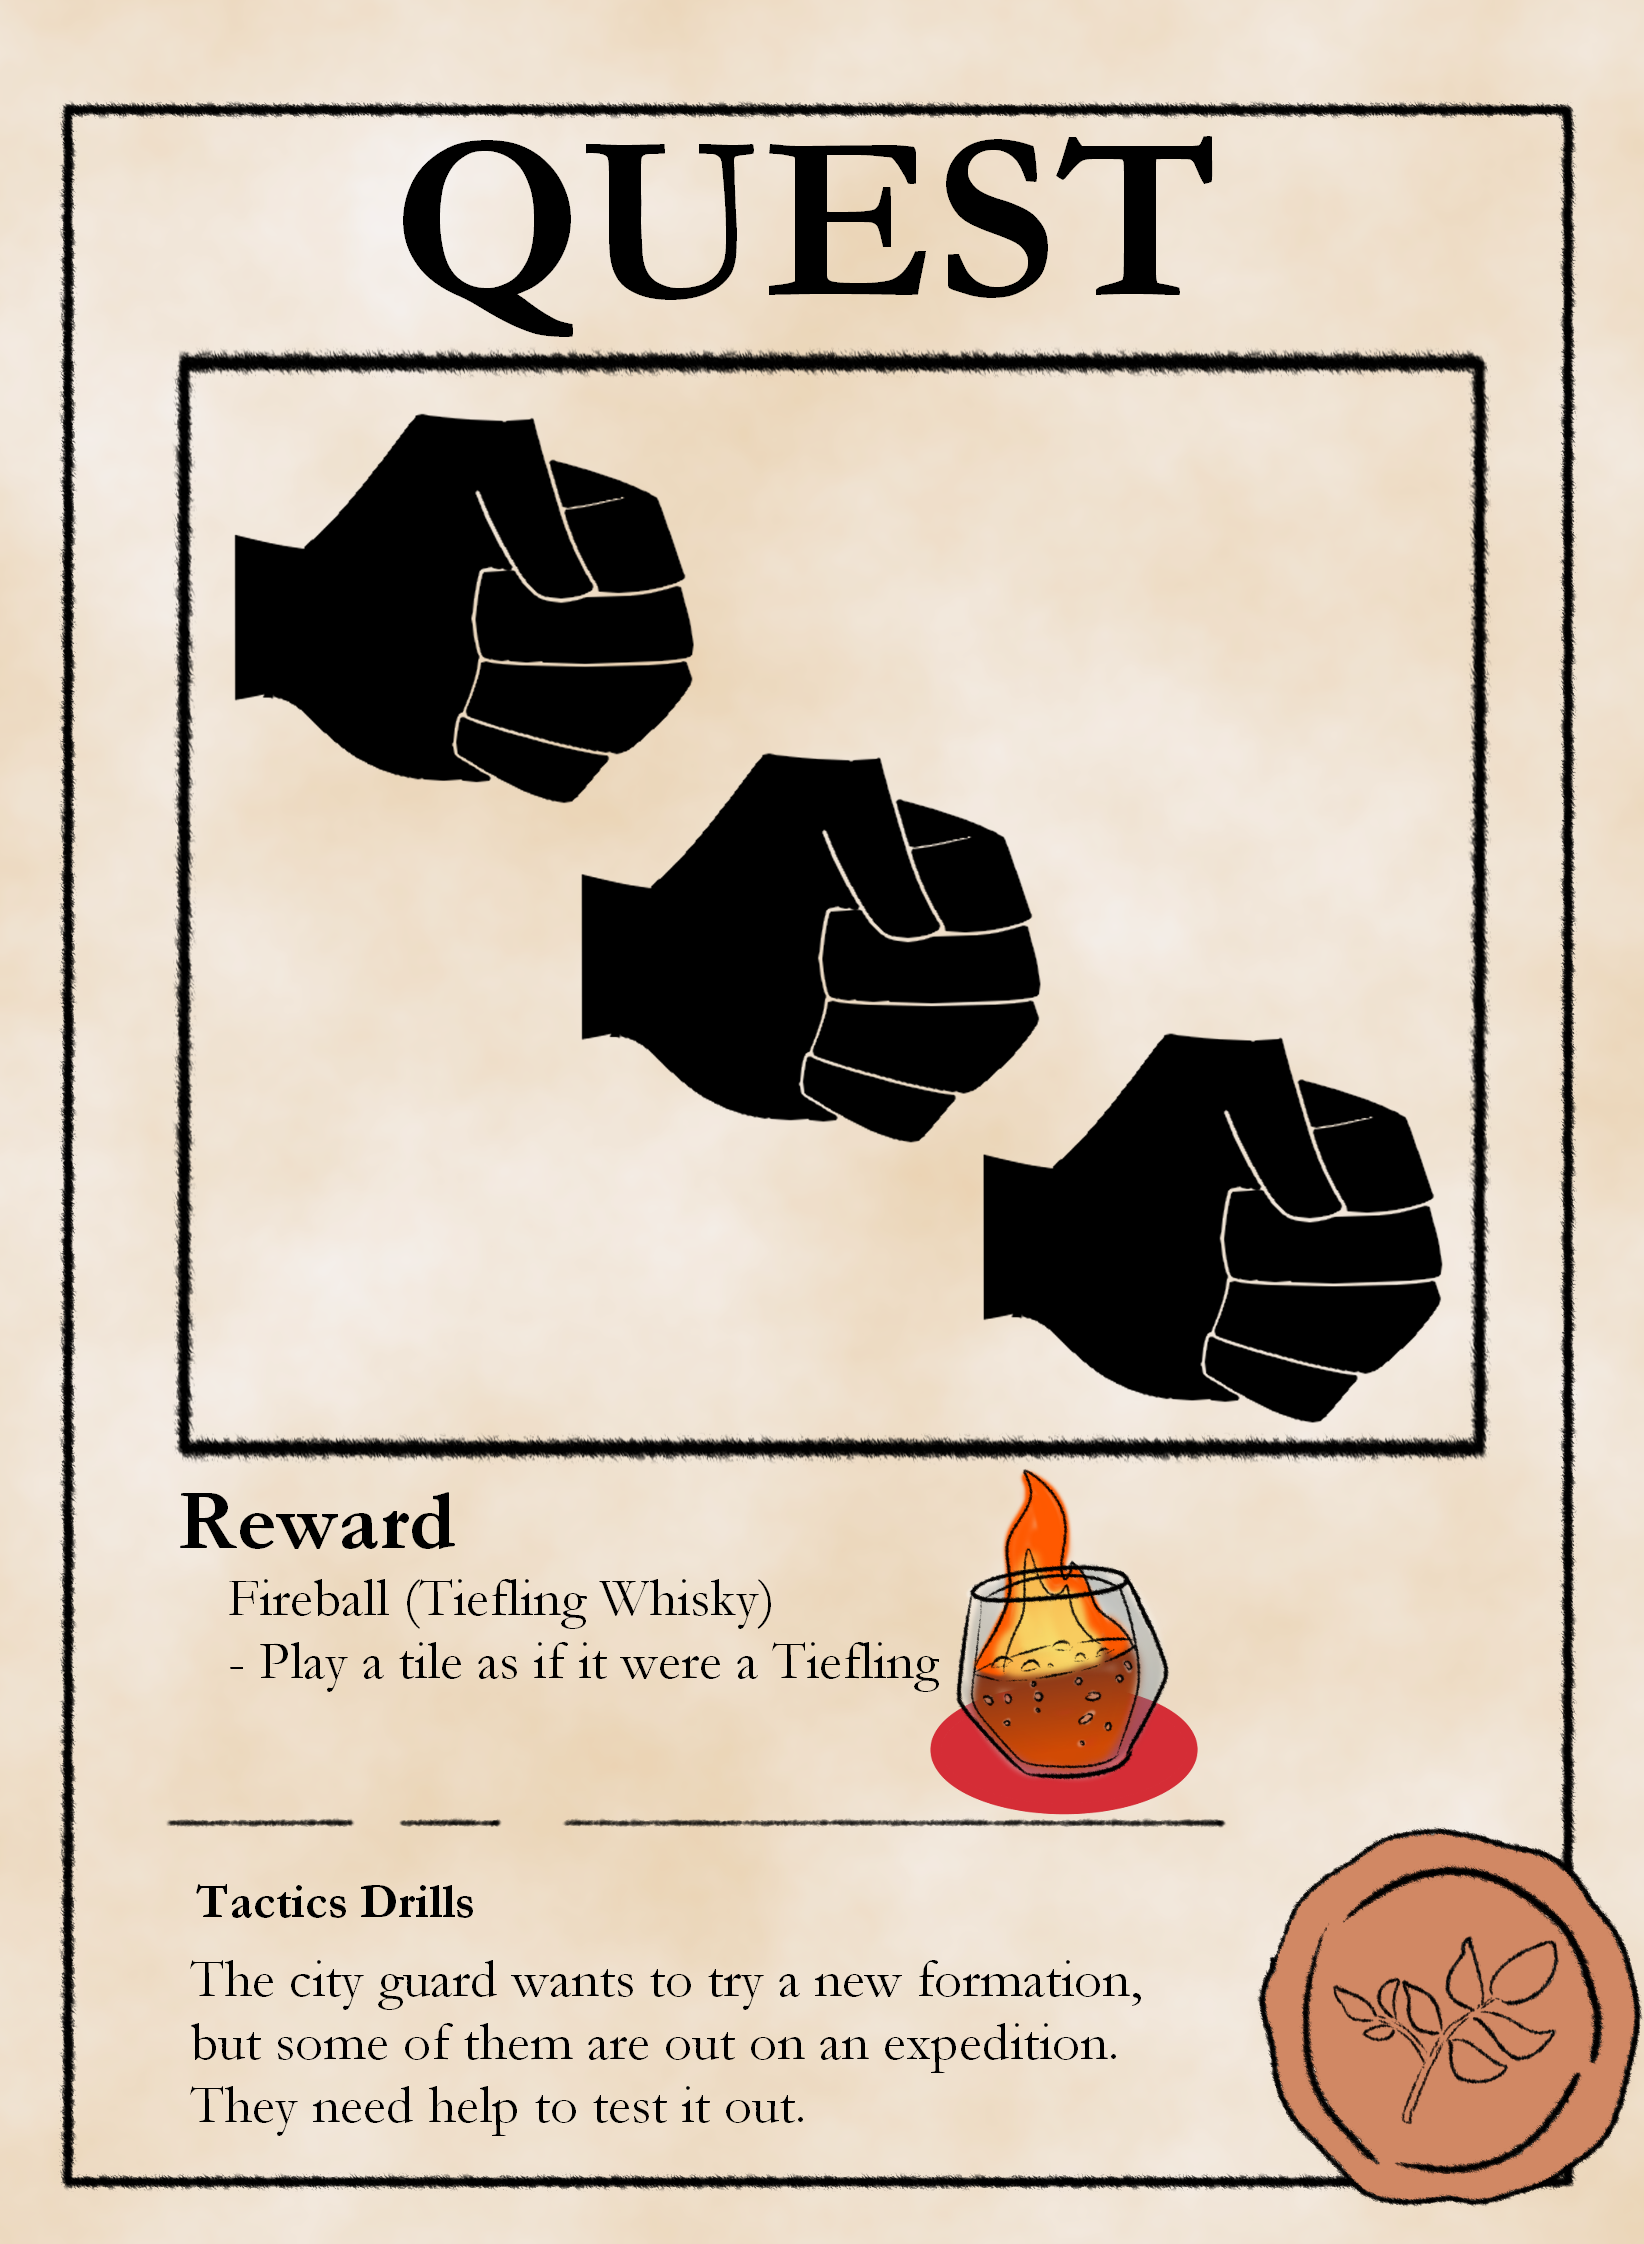 QUEST
Reward
Fireball (Tiefling Whisky)
- Play a tile as if it were a Tiefling
Tactics Drills
The city guard wants to try a new formation,
but some of them are out on an expedition.
They need help to test it out.